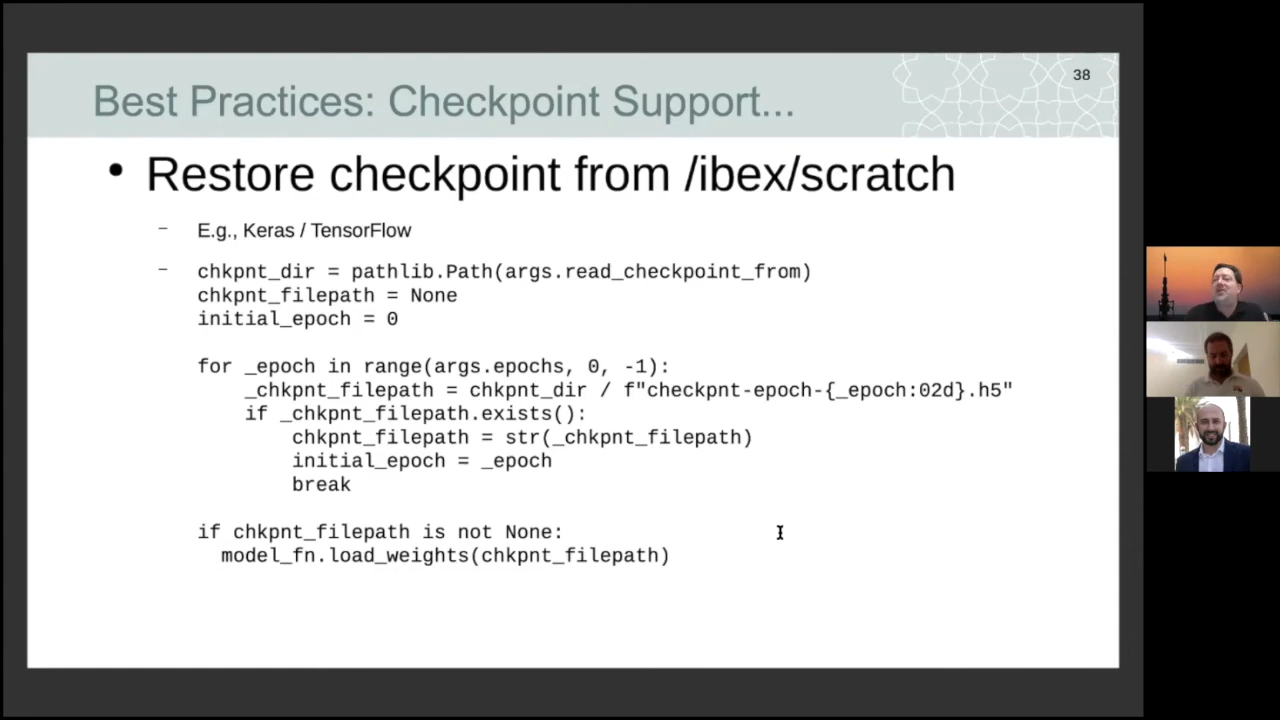 38
Best Practices: Checkpoint Support...
• Restore checkpoint from /ibex/scratch
– E.g., Keras / TensorFlow
– chkpnt_dir = pathlib.Path(args.read_checkpoint_from)
chkpnt_filepath = None
initial_epoch = 0
for _epoch in range(args.epochs, 0, -1):
    _chkpnt_filepath = chkpnt_dir / f"checkpnt-epoch-{_epoch:02d}.h5"
    if _chkpnt_filepath.exists():
        chkpnt_filepath = str(_chkpnt_filepath)
        initial_epoch = _epoch
        break
if chkpnt_filepath is not None:
  model_fn.load_weights(chkpnt_filepath)